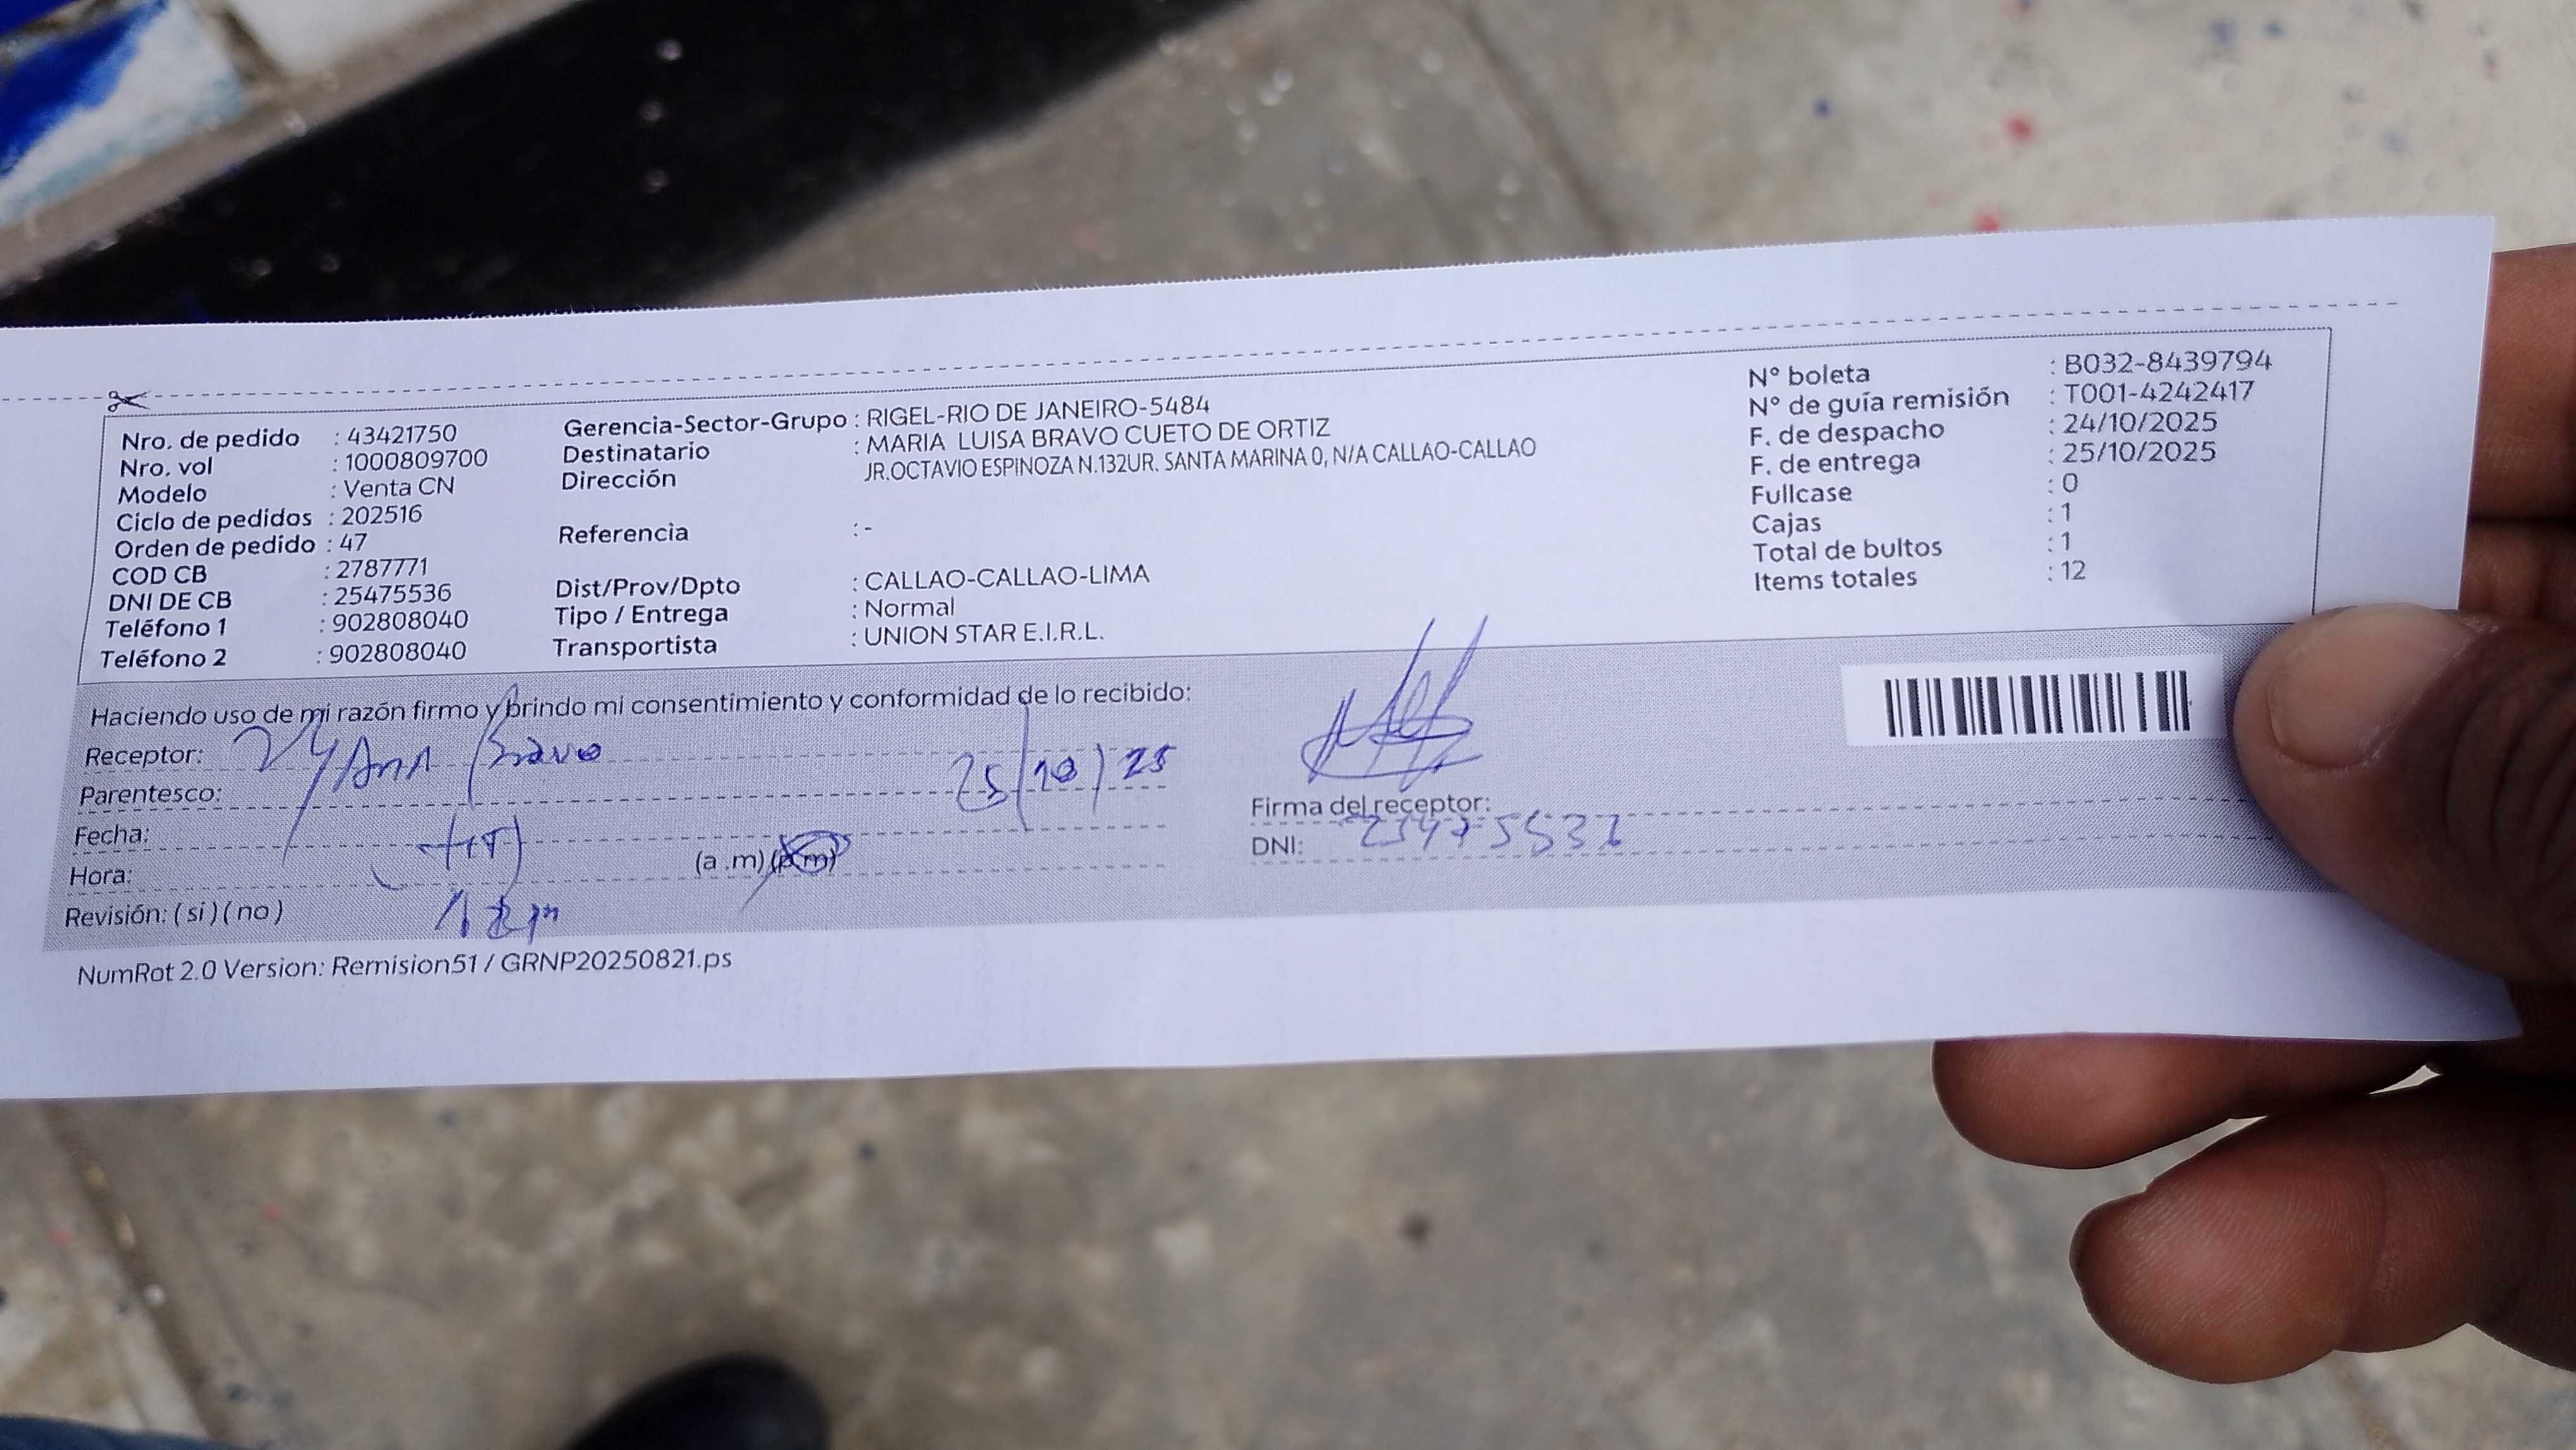 Nro. de pedido : 43421750
Nro. vol : 1000809700
Modelo : Venta CN
Ciclo de pedidos : 202516
Orden de pedido : 47
COD CB : 2787771
DNI DE CB : 25475536
Teléfono 1 : 902808040
Teléfono 2 : 902808040
Gerencia-Sector-Grupo : RIGEL-RIO DE JANEIRO-5484
Destinatario : MARIA LUISA BRAVO CUETO DE ORTIZ
Dirección JR.OCTAVIO ESPINOZA N.132UR. SANTA MARINA 0, N/A CALLAO-CALLAO
Referencia : -
Dist/Prov/Dpto : CALLAO-CALLAO-LIMA
Tipo / Entrega : Normal
Transportista : UNION STAR E.I.R.L.
N° boleta : B032-8439794
N° de guía remisión : T001-4242417
F. de despacho : 24/10/2025
F. de entrega : 25/10/2025
Fullcase : 0
Cajas : 1
Total de bultos : 1
Items totales : 12
Haciendo uso de mi razón firmo y brindo mi consentimiento y conformidad de lo recibido:
Receptor: Bravo
Parentesco: 25/10/25
Fecha:
Hora: (a .m) (p.m)
Revisión: ( si ) ( no )
Firma del receptor:
DNI:
NumRot 2.0 Version: Remision51 / GRNP20250821.ps